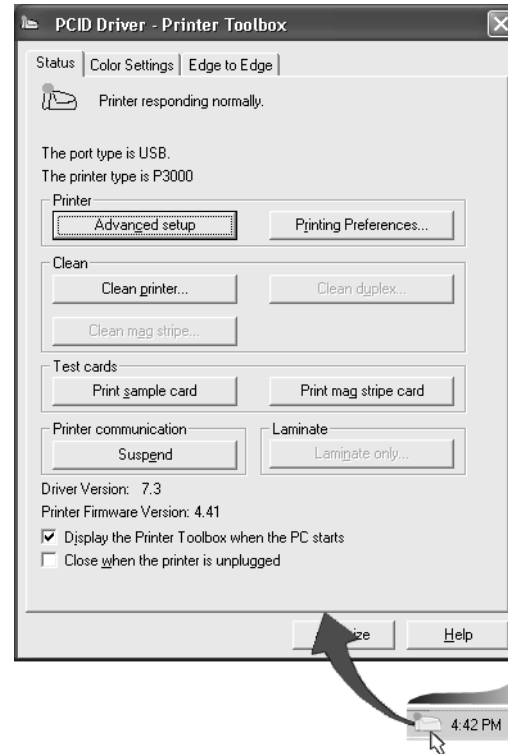 PCID Driver - Printer Toolbox
Status Color Settings Edge to Edge
Printer responding normally.
The port type is USB.
The printer type is P3000
Printer
Advanced setup Printing Preferences...
Clean
Clean printer... Clean duplex...
Clean mag stripe...
Test cards
Print sample card Print mag stripe card
Printer communication Laminate
Suspend Laminate only...
Driver Version: 7.3
Printer Firmware Version: 4.41
Display the Printer Toolbox when the PC starts
Close when the printer is unplugged
Help
4:42 PM